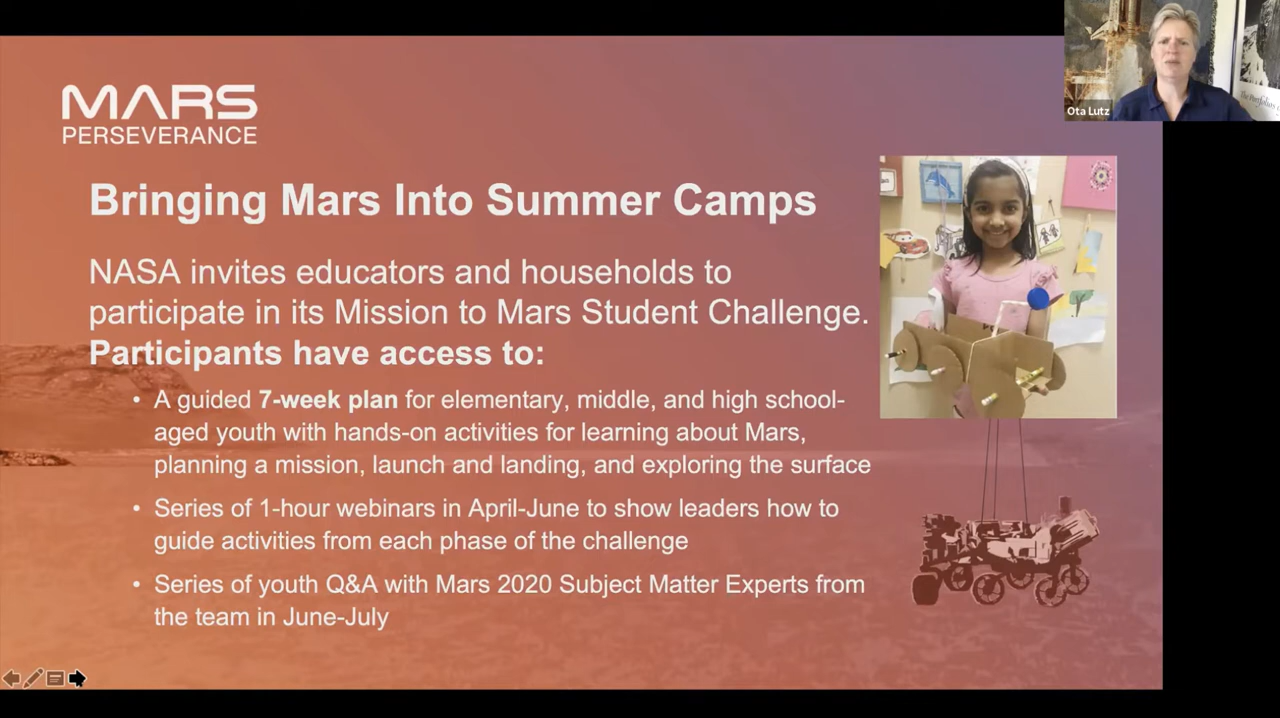 MARS
PERSEVERANCE
Ota Lutz
Bringing Mars Into Summer Camps
NASA invites educators and households to
participate in its Mission to Mars Student Challenge.
Participants have access to:
• A guided 7-week plan for elementary, middle, and high school-
aged youth with hands-on activities for learning about Mars,
planning a mission, launch and landing, and exploring the surface
• Series of 1-hour webinars in April-June to show leaders how to
guide activities from each phase of the challenge
• Series of youth Q&A with Mars 2020 Subject Matter Experts from
the team in June-July